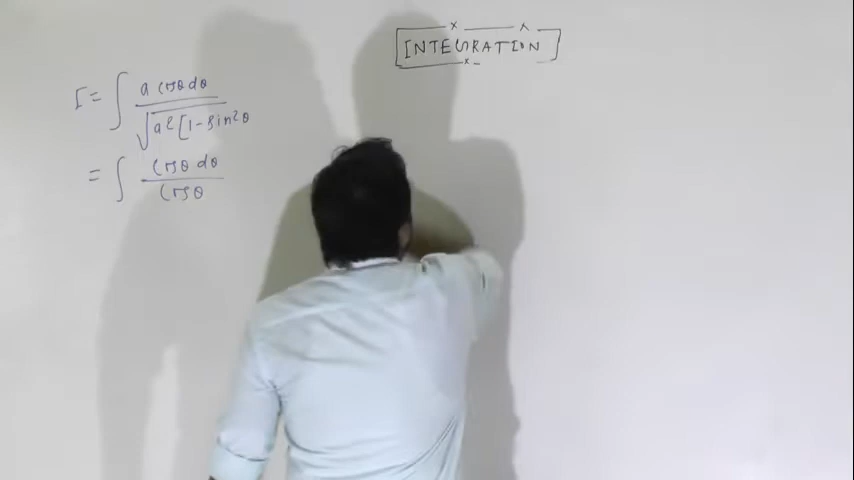 INTEGRATION
I = ∫ a cosθ dθ / √a²[1-sin²θ
= ∫ cosθ dθ / cosθ